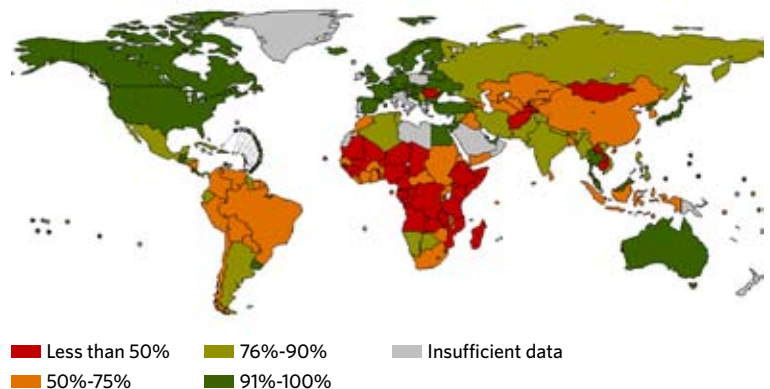 Less than 50%
76%-90%
Insufficient data
50%-75%
91%-100%